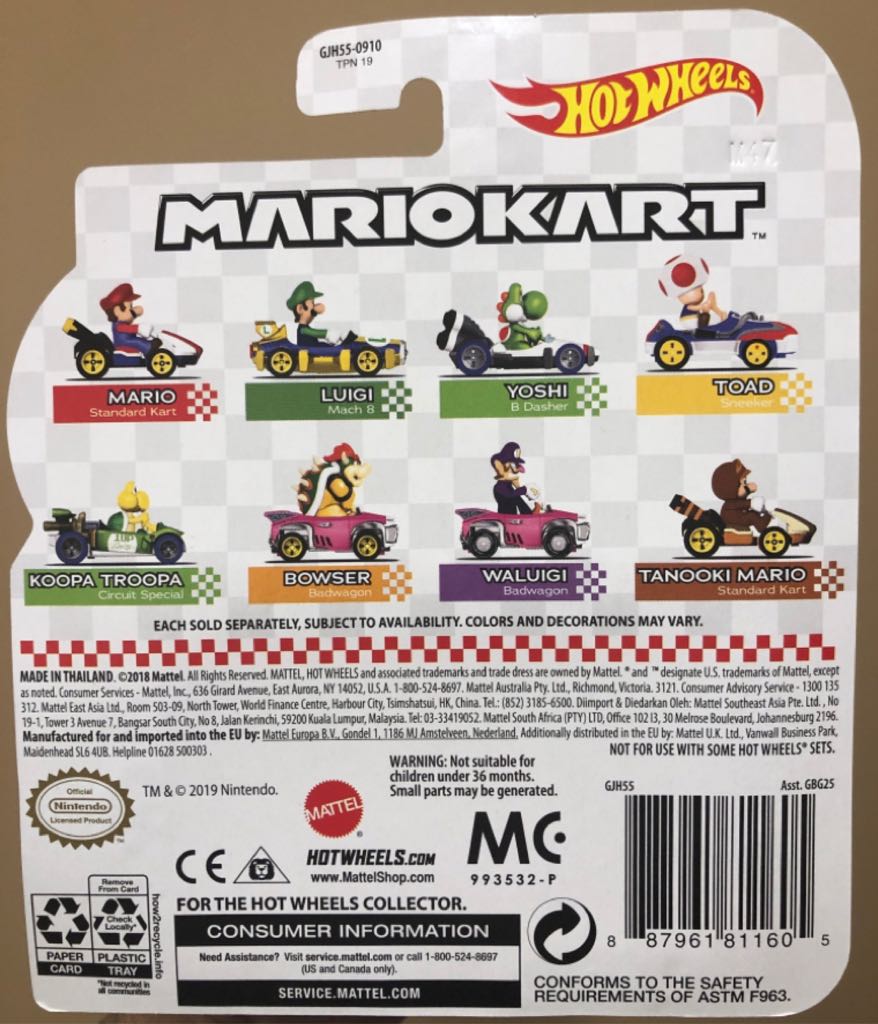 GJH55-0910
TPN 19
HOT WHEELS
M47
MARIOKART™
MARIO
Standard Kart
LUIGI
Mach 8
YOSHI
B Dasher
TOAD
Sneeker
KOOPA TROOPA
Circuit Special
BOWSER
Badwagon
WALUIGI
Badwagon
TANOOKI MARIO
Standard Kart
EACH SOLD SEPARATELY, SUBJECT TO AVAILABILITY. COLORS AND DECORATIONS MAY VARY.
MADE IN THAILAND. ©2018 Mattel. All Rights Reserved. MATTEL, HOT WHEELS and associated trademarks and trade dress are owned by Mattel. ® and ™ designate U.S. trademarks of Mattel, except
as noted. Consumer Services - Mattel, Inc., 636 Girard Avenue, East Aurora, NY 14052, U.S.A. 1-800-524-8697. Mattel Australia Pty. Ltd., Richmond, Victoria. 3121. Consumer Advisory Service - 1300 135
312. Mattel East Asia Ltd., Room 503-09, North Tower, World Finance Centre, Harbour City, Tsimshatsui, HK, China. Tel.: (852) 3185-6500. Diimport & Diedarkan Oleh: Mattel Southeast Asia Pte. Ltd. , No
19-1, Tower 3 Avenue 7, Bangsar South City, No 8, Jalan Kerinchi, 59200 Kuala Lumpur, Malaysia. Tel: 03-33419052. Mattel South Africa (PTY) LTD, Office 102 I3, 30 Melrose Boulevard, Johannesburg 2196.
Manufactured for and imported into the EU by: Mattel Europa B.V., Gondel 1, 1186 MJ Amstelveen, Nederland. Additionally distributed in the EU by: Mattel U.K. Ltd., Vanwall Business Park,
Maidenhead SL6 4UB. Helpline 01628 500303 .
NOT FOR USE WITH SOME HOT WHEELS® SETS.
Official
Nintendo
Licensed Product
™
TM & © 2019 Nintendo.
MATTEL
®
WARNING: Not suitable for
children under 36 months.
Small parts may be generated.
GJH55
Asst. GBG25
CE
HOTWHEELS.COM
www.MattelShop.com
MC
993532-P
FOR THE HOT WHEELS COLLECTOR.
CONSUMER INFORMATION
Need Assistance? Visit service.mattel.com or call 1-800-524-8697
(US and Canada only).
SERVICE.MATTEL.COM
Remove
From Card
Check
Locally*
PAPER
CARD
PLASTIC
TRAY
*Not recycled in
all communities
how2recycle.info
8 87961 81160 5
CONFORMS TO THE SAFETY
REQUIREMENTS OF ASTM F963.